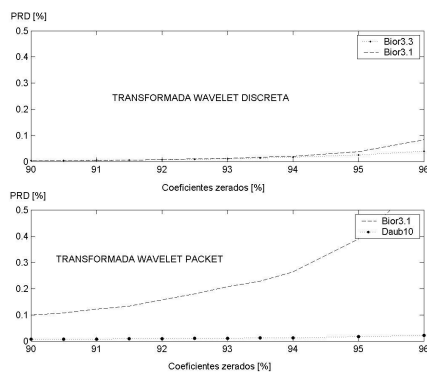 PRD [%]
0.5
0.4
0.3
0.2
0.1
0
Bior3.3
Bior3.1
TRANSFORMADA WAVELET DISCRETA
90 91 92 93 94 95 96
Coeficientes zerados [%]
PRD [%]
0.5
0.4
0.3
0.2
0.1
0
Bior3.1
Daub10
TRANSFORMADA WAVELET PACKET
90 91 92 93 94 95 96
Coeficientes zerados [%]